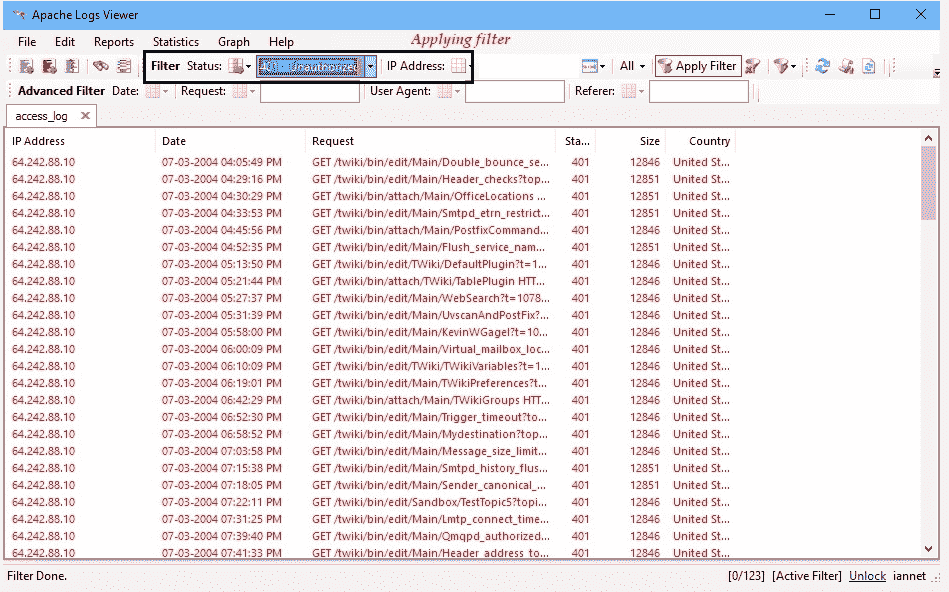 Apache Logs Viewer
File Edit Reports Statistics Graph Help
Applying filter
Filter Status: 401 - Unauthorized IP Address: All Apply Filter
Advanced Filter Date: Request: User Agent: Referer:
access_log
IP Address Date Request Sta... Size Country
64.242.88.10 07-03-2004 04:05:49 PM GET /twiki/bin/edit/Main/Double_bounce_se... 401 12846 United St...
64.242.88.10 07-03-2004 04:29:16 PM GET /twiki/bin/edit/Main/Header_checks?top... 401 12851 United St...
64.242.88.10 07-03-2004 04:30:29 PM GET /twiki/bin/attach/Main/OfficeLocations ... 401 12851 United St...
64.242.88.10 07-03-2004 04:33:53 PM GET /twiki/bin/edit/Main/Smtpd_etrn_restrict... 401 12851 United St...
64.242.88.10 07-03-2004 04:45:56 PM GET /twiki/bin/attach/Main/PostfixCommand... 401 12846 United St...
64.242.88.10 07-03-2004 04:52:35 PM GET /twiki/bin/edit/Main/Flush_service_nam... 401 12851 United St...
64.242.88.10 07-03-2004 05:13:50 PM GET /twiki/bin/edit/TWiki/DefaultPlugin?t=1... 401 12846 United St...
64.242.88.10 07-03-2004 05:21:44 PM GET /twiki/bin/attach/TWiki/TablePlugin HTT... 401 12846 United St...
64.242.88.10 07-03-2004 05:27:37 PM GET /twiki/bin/edit/Main/WebSearch?t=1078... 401 12846 United St...
64.242.88.10 07-03-2004 05:31:39 PM GET /twiki/bin/edit/Main/UvscanAndPostFix?... 401 12846 United St...
64.242.88.10 07-03-2004 05:58:00 PM GET /twiki/bin/edit/Main/KevinWGagel?t=10... 401 12846 United St...
64.242.88.10 07-03-2004 06:00:09 PM GET /twiki/bin/edit/Main/Virtual_mailbox_loc... 401 12846 United St...
64.242.88.10 07-03-2004 06:10:09 PM GET /twiki/bin/edit/TWiki/TWikiVariables?t=1... 401 12846 United St...
64.242.88.10 07-03-2004 06:19:01 PM GET /twiki/bin/edit/Main/TWikiPreferences?t... 401 12846 United St...
64.242.88.10 07-03-2004 06:42:29 PM GET /twiki/bin/attach/Main/TWikiGroups HTT... 401 12846 United St...
64.242.88.10 07-03-2004 06:52:30 PM GET /twiki/bin/edit/Main/Trigger_timeout?to... 401 12846 United St...
64.242.88.10 07-03-2004 06:58:52 PM GET /twiki/bin/edit/Main/Mydestination?top... 401 12846 United St...
64.242.88.10 07-03-2004 07:03:58 PM GET /twiki/bin/edit/Main/Message_size_limit... 401 12846 United St...
64.242.88.10 07-03-2004 07:15:38 PM GET /twiki/bin/edit/Main/Smtpd_history_flus... 401 12851 United St...
64.242.88.10 07-03-2004 07:18:05 PM GET /twiki/bin/edit/Main/Sender_canonical_... 401 12851 United St...
64.242.88.10 07-03-2004 07:22:11 PM GET /twiki/bin/edit/Sandbox/TestTopic5?topi... 401 12846 United St...
64.242.88.10 07-03-2004 07:31:25 PM GET /twiki/bin/edit/Main/Lmtp_connect_time... 401 12846 United St...
64.242.88.10 07-03-2004 07:39:40 PM GET /twiki/bin/edit/Main/Qmqpd_authorized... 401 12846 United St...
64.242.88.10 07-03-2004 07:41:33 PM GET /twiki/bin/edit/Main/Header_address_to... 401 12846 United St...
Filter Done. [0/123] [Active Filter] Unlock iannet